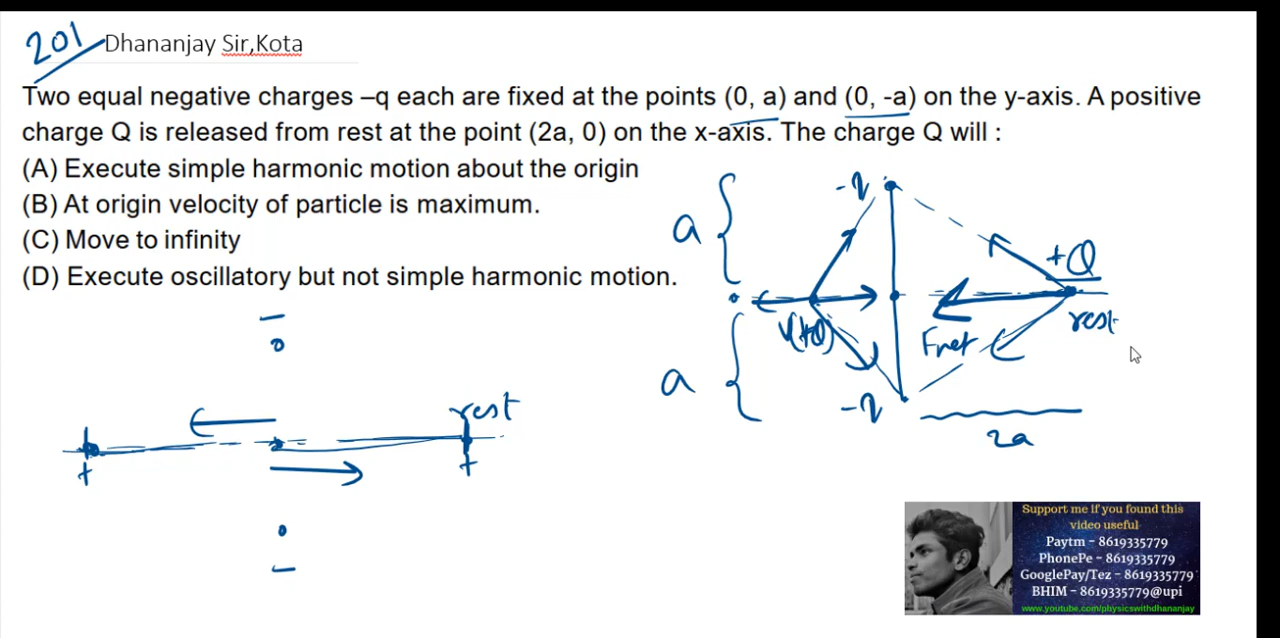 201 Dhananjay Sir,Kota
Two equal negative charges –q each are fixed at the points (0, a) and (0, -a) on the y-axis. A positive
charge Q is released from rest at the point (2a, 0) on the x-axis. The charge Q will :
(A) Execute simple harmonic motion about the origin
(B) At origin velocity of particle is maximum.
(C) Move to infinity
(D) Execute oscillatory but not simple harmonic motion.
-q
a
+Q
rest
Fnet
a
-q
2a
rest
+
+
Support me if you found this
video useful
Paytm - 8619335779
PhonePe - 8619335779
GooglePay/Tez - 8619335779
BHIM - 8619335779@upi
www.youtube.com/physicswithdhananjay